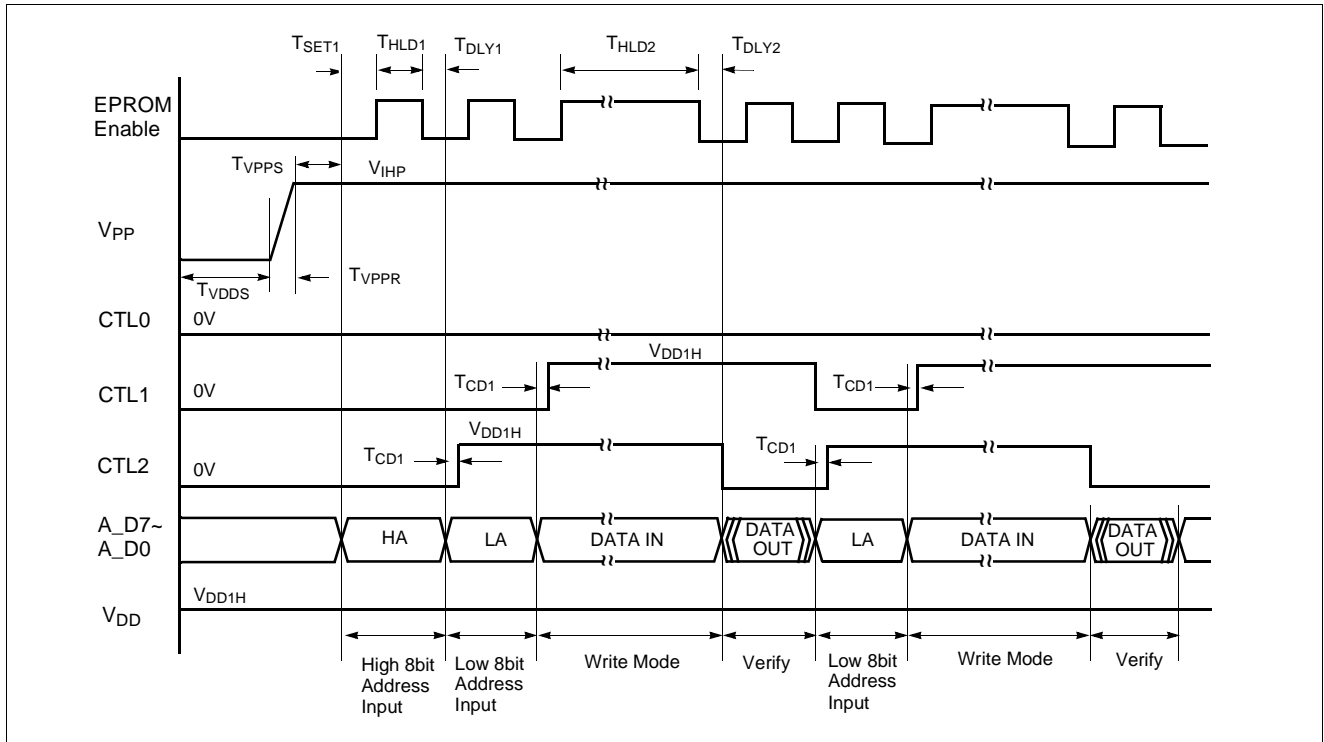 TSET1 THLD1 TDLY1 THLD2 TDLY2
EPROM
Enable
TVPPS VIHP
VPP
TVDDS TVPPR
CTL0 0V
VDD1H
CTL1 0V TCD1 TCD1
VDD1H
CTL2 0V TCD1 TCD1
A_D7~
A_D0
HA LA DATA IN DATA
OUT LA DATA IN DATA
OUT
VDD1H
VDD
High 8bit
Address
Input
Low 8bit
Address
Input
Write Mode
Verify
Low 8bit
Address
Input
Write Mode
Verify